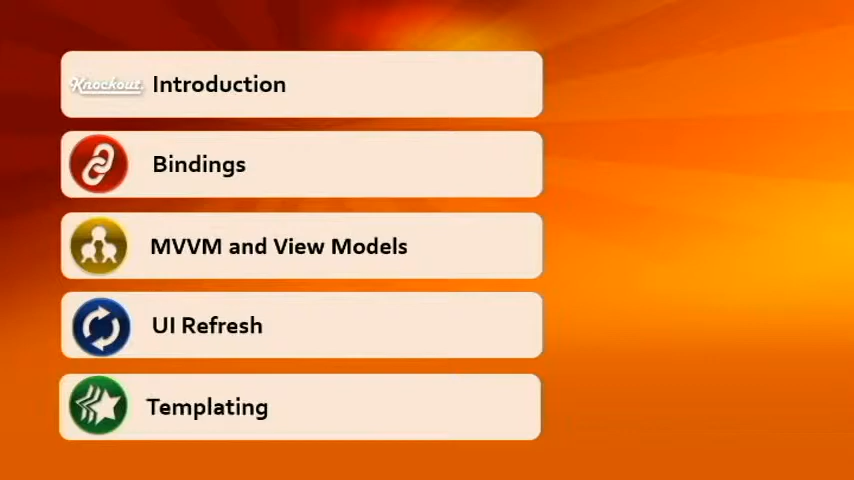 Knockout. Introduction
Bindings
MVVM and View Models
UI Refresh
Templating